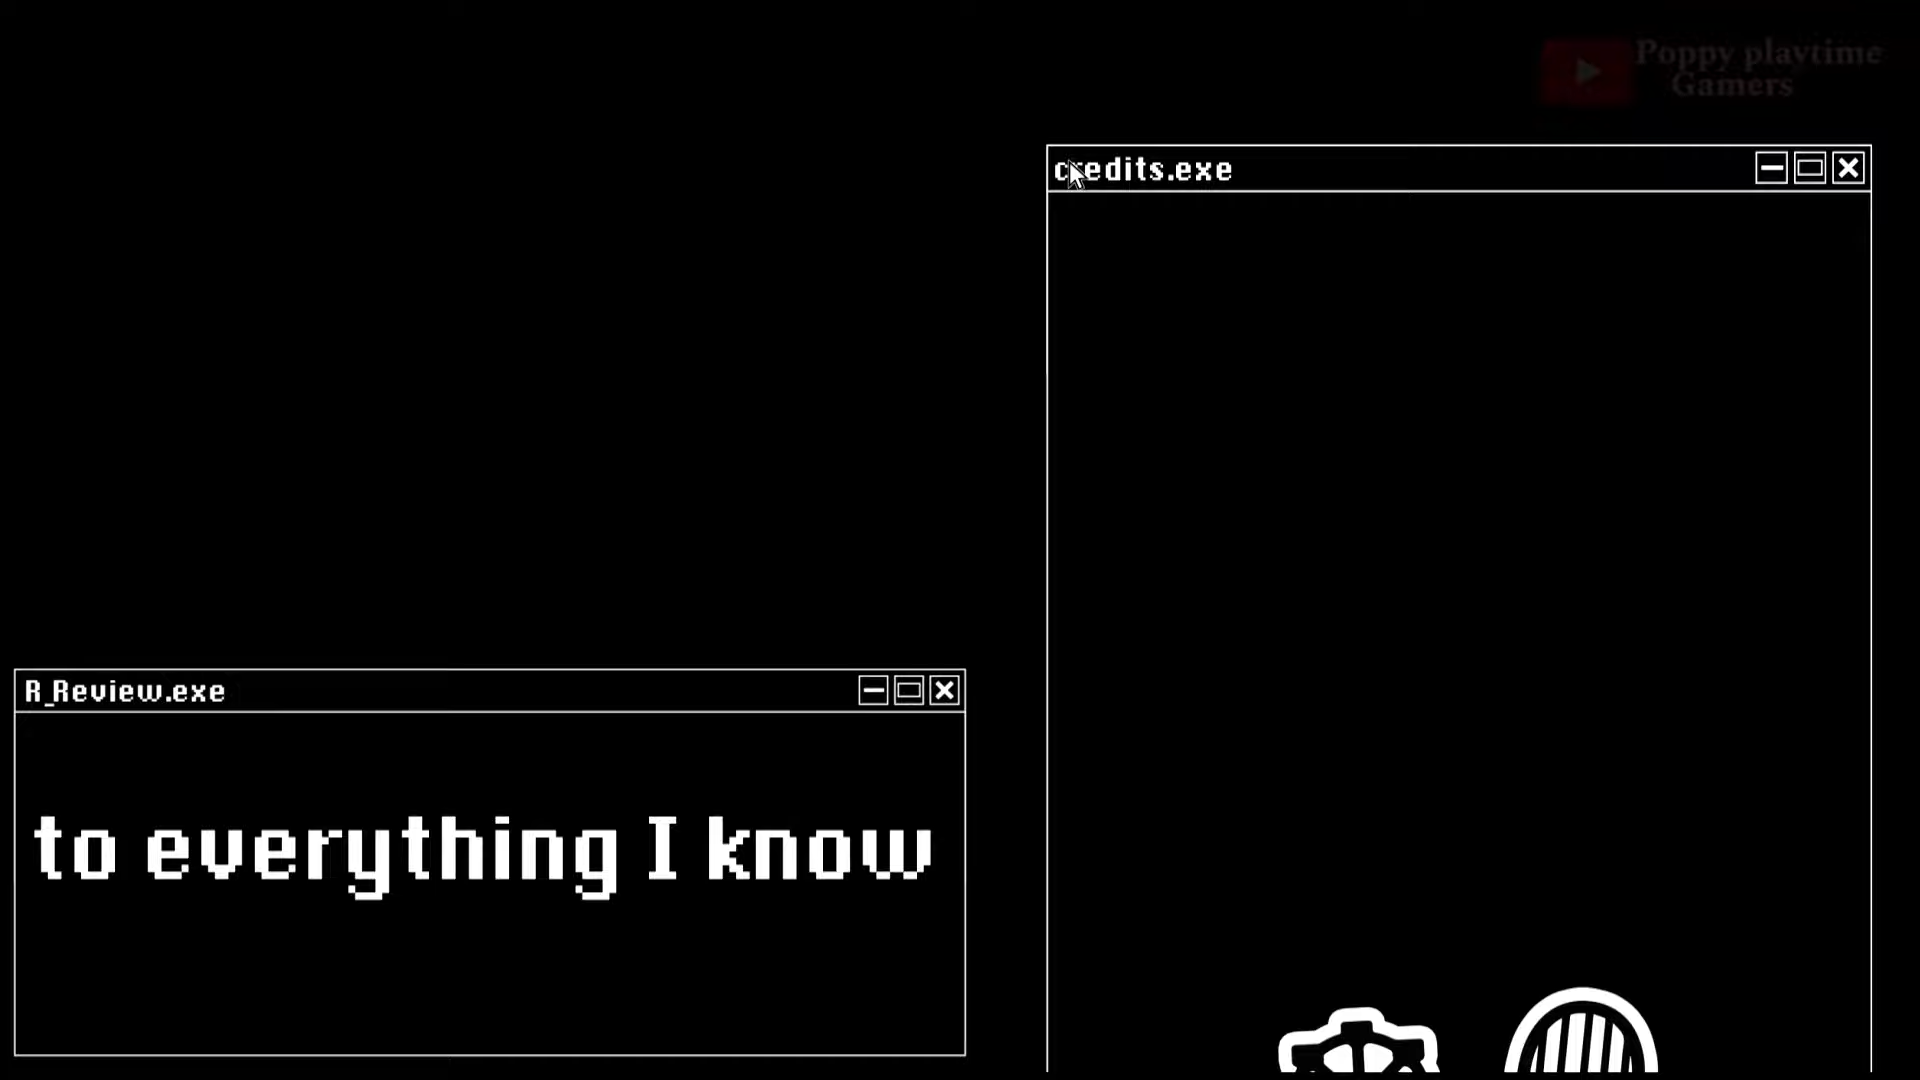 Poppy playtime
Gamers
credits.exe
R_Review.exe
to everything I know